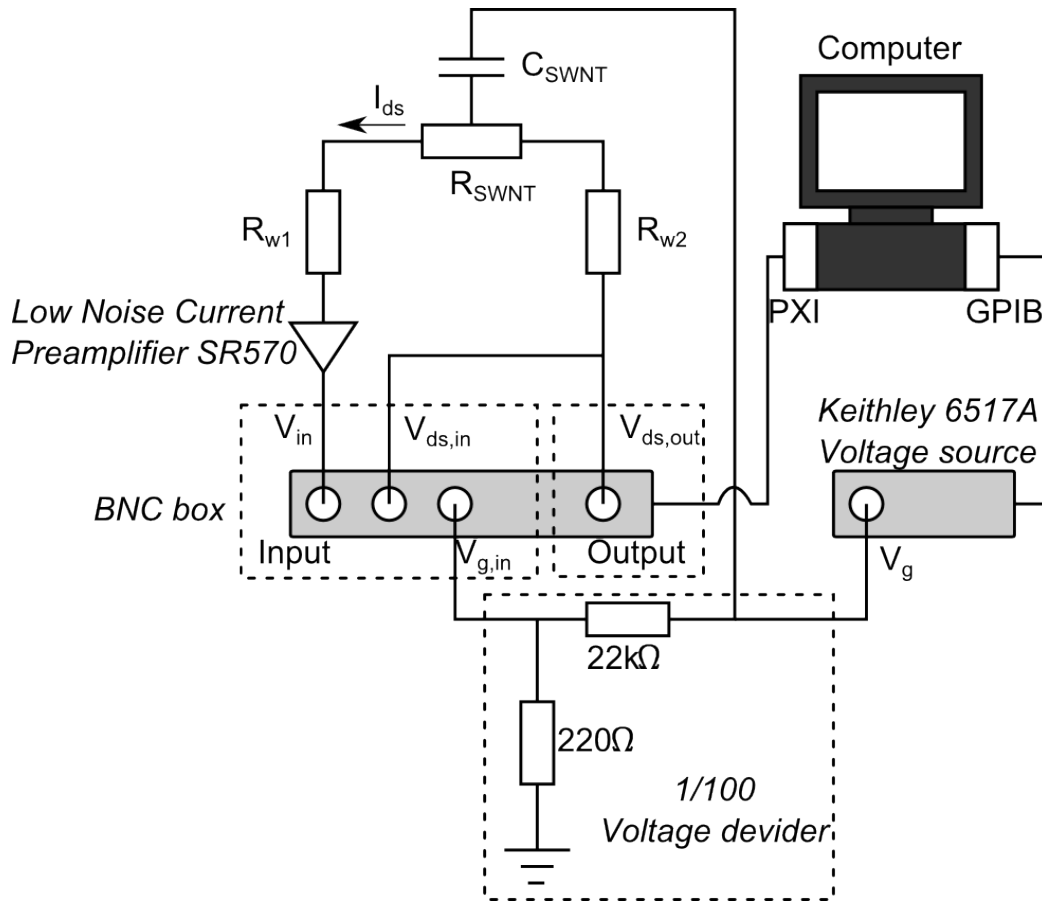 Computer
C_SWNT
I_ds
R_SWNT
R_w1
R_w2
PXI
GPIB
Low Noise Current
Preamplifier SR570
Keithley 6517A
Voltage source
V_in
V_ds,in
V_ds,out
BNC box
Input
V_g,in
Output
V_g
22kΩ
220Ω
1/100
Voltage devider